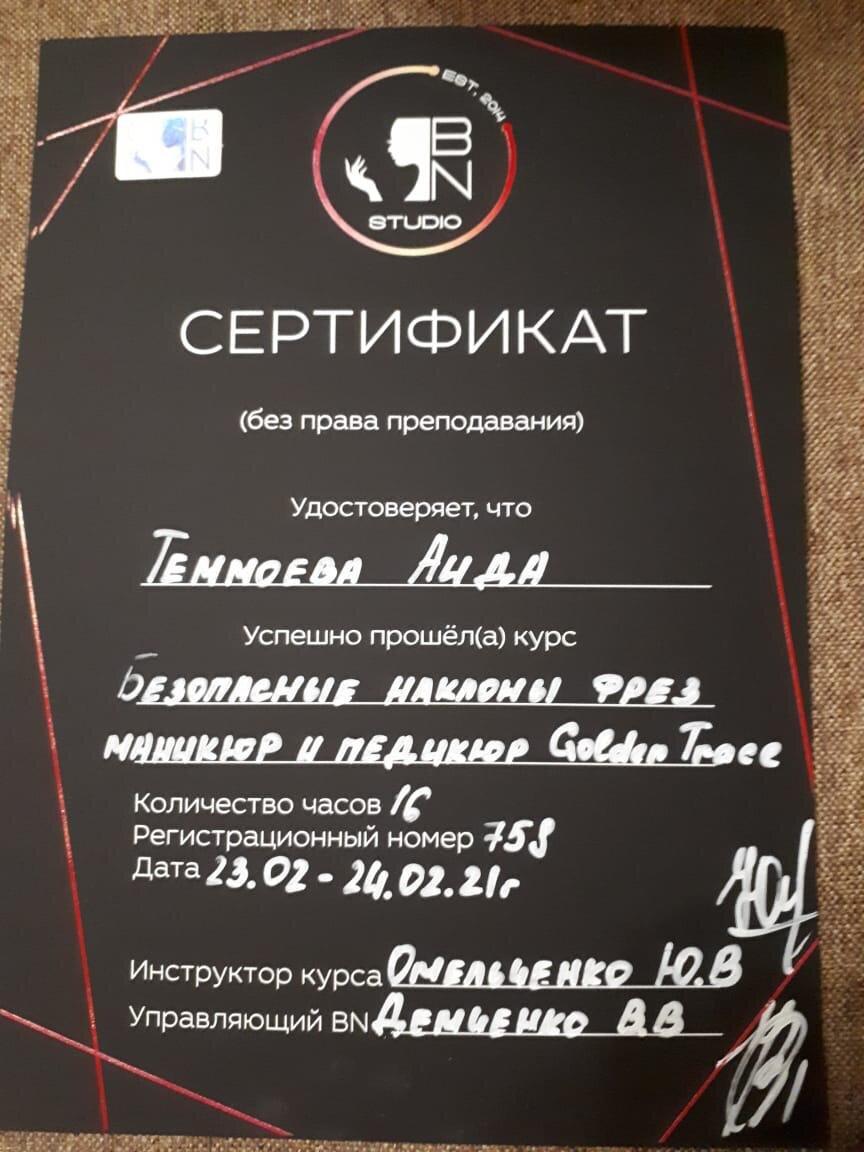 EST. 2014
BN
STUDIO
BN
СЕРТИФИКАТ
(без права преподавания)
Удостоверяет, что
Теммоева Аида
Успешно прошёл(а) курс
Безопасные наклоны фрез
маникюр и педикюр Golden Trace
Количество часов 16
Регистрационный номер
Дата 23.02 - 24.02.21г
Инструктор курса Омельченко Ю.В
Управляющий BN Демченко В.В